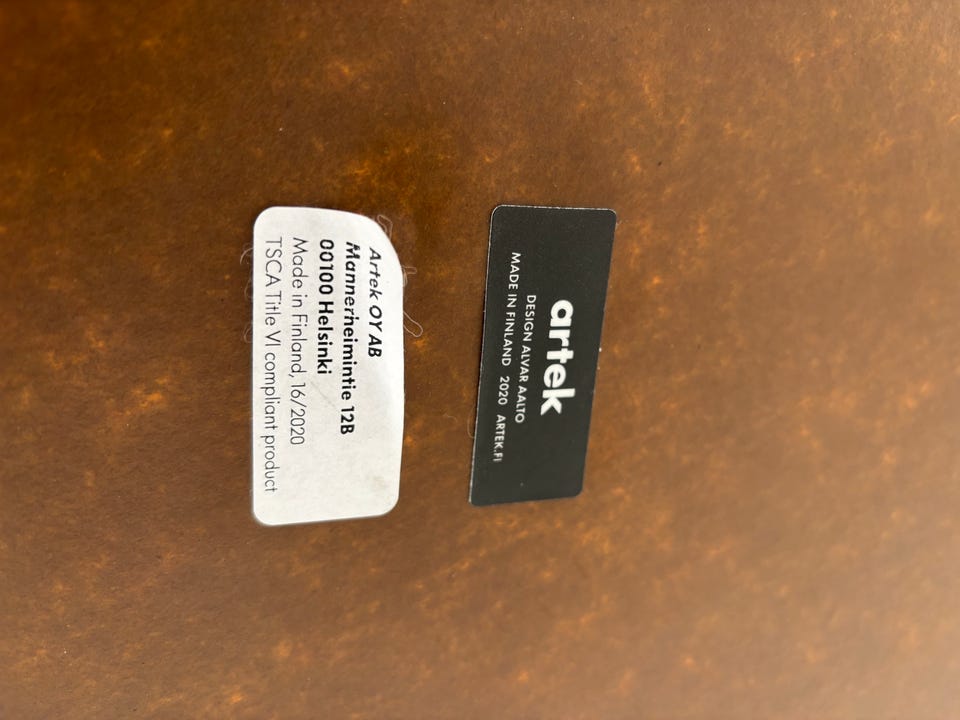 artek
DESIGN ALVAR AALTO
MADE IN FINLAND 2020 ARTEK.FI
Artek OY AB
Mannerheimintie 12B
00100 Helsinki
Made in Finland, 16/2020
TSCA Title VI compliant product